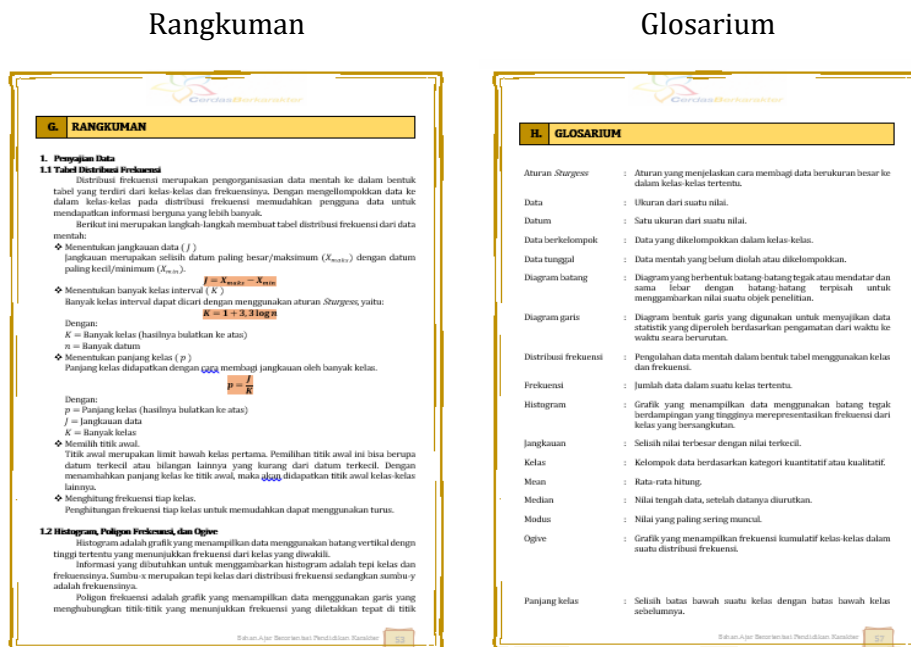 Rangkuman
CerdasBerkarakter
G. RANGKUMAN
1. Penyajian Data
1.1 Tabel Distribusi Frekuensi
Distribusi frekuensi merupakan pengorganisasian data mentah ke dalam bentuk
tabel yang terdiri dari kelas-kelas dan frekuensinya. Dengan mengellompokkan data ke
dalam kelas-kelas pada distribusi frekuensi memudahkan pengguna data untuk
mendapatkan informasi berguna yang lebih banyak.
Berikut ini merupakan langkah-langkah membuat tabel distribusi frekuensi dari data
mentah:
❖ Menentukan jangkauan data ( J )
Jangkauan merupakan selisih datum paling besar/maksimum (X_maks) dengan datum
paling kecil/minimum (X_min).
J = X_maks − X_min
❖ Menentukan banyak kelas interval ( K )
Banyak kelas interval dapat dicari dengan menggunakan aturan Sturgess, yaitu:
K = 1 + 3,3 log n
Dengan:
K = Banyak kelas (hasilnya bulatkan ke atas)
n = Banyak datum
❖ Menentukan panjang kelas ( p )
Panjang kelas didapatkan dengan cara membagi jangkauan oleh banyak kelas.
p = J/K
Dengan:
p = Panjang kelas (hasilnya bulatkan ke atas)
J = Jangkauan data
K = Banyak kelas
❖ Memilih titik awal.
Titik awal merupakan limit bawah kelas pertama. Pemilihan titik awal ini bisa berupa
datum terkecil atau bilangan lainnya yang kurang dari datum terkecil. Dengan
menambahkan panjang kelas ke titik awal, maka akan didapatkan titik awal kelas-kelas
lainnya.
❖ Menghitung frekuensi tiap kelas.
Penghitungan frekuensi tiap kelas untuk memudahkan dapat menggunakan turus.
1.2 Histogram, Poligon Frekeunsi, dan Ogive
Histogram adalah grafik yang menampilkan data menggunakan batang vertikal dengn
tinggi tertentu yang menunjukkan frekuensi dari kelas yang diwakili.
Informasi yang dibutuhkan untuk menggambarkan histogram adalah tepi kelas dan
frekuensinya. Sumbu-x merupakan tepi kelas dari distribusi frekuensi sedangkan sumbu-y
adalah frekuensinya.
Poligon frekuensi adalah grafik yang menampilkan data menggunakan garis yang
menghubungkan titik-titik yang menunjukkan frekuensi yang diletakkan tepat di titik
Bahan Ajar Berorientasi Pendidikan Karakter 53
Glosarium
CerdasBerkarakter
H. GLOSARIUM
Aturan Sturgess : Aturan yang menjelaskan cara membagi data berukuran besar ke
dalam kelas-kelas tertentu.
Data : Ukuran dari suatu nilai.
Datum : Satu ukuran dari suatu nilai.
Data berkelompok : Data yang dikelompokkan dalam kelas-kelas.
Data tunggal : Data mentah yang belum diolah atau dikelompokkan.
Diagram batang : Diagram yang berbentuk batang-batang tegak atau mendatar dan
sama lebar dengan batang-batang terpisah untuk
menggambarkan nilai suatu objek penelitian.
Diagram garis : Diagram bentuk garis yang digunakan untuk menyajikan data
statistik yang diperoleh berdasarkan pengamatan dari waktu ke
waktu seara berurutan.
Distribusi frekuensi : Pengolahan data mentah dalam bentuk tabel menggunakan kelas
dan frekuensi.
Frekuensi : Jumlah data dalam suatu kelas tertentu.
Histogram : Grafik yang menampilkan data menggunakan batang tegak
berdampingan yang tingginya merepresentasikan frekuensi dari
kelas yang bersangkutan.
Jangkauan : Selisih nilai terbesar dengan nilai terkecil.
Kelas : Kelompok data berdasarkan kategori kuantitatif atau kualitatif.
Mean : Rata-rata hitung.
Median : Nilai tengah data, setelah datanya diurutkan.
Modus : Nilai yang paling sering muncul.
Ogive : Grafik yang menampilkan frekuensi kumulatif kelas-kelas dalam
suatu distribusi frekuensi.
Panjang kelas : Selisih batas bawah suatu kelas dengan batas bawah kelas
sebelumnya.
Bahan Ajar Berorientasi Pendidikan Karakter 57